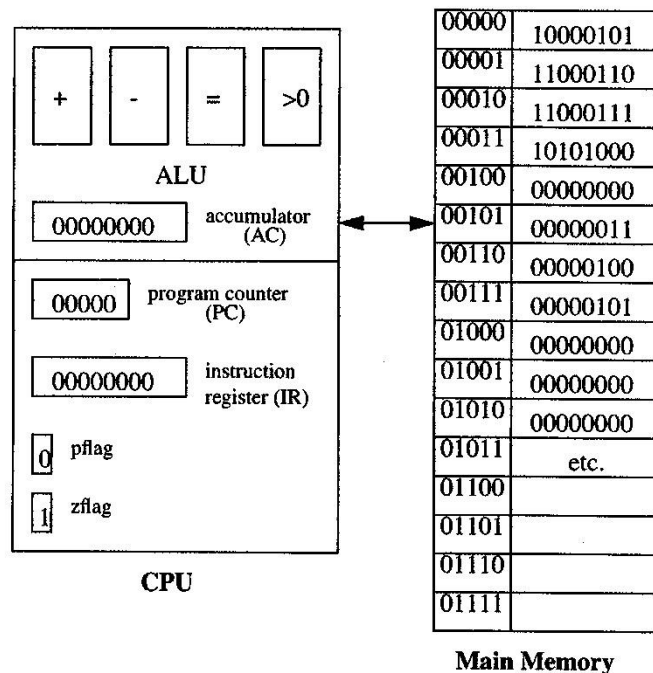 + - = >0
ALU
00000000 accumulator
(AC)
00000 program counter
(PC)
00000000 instruction
register (IR)
0 pflag
1 zflag
CPU
00000 10000101
00001 11000110
00010 11000111
00011 10101000
00100 00000000
00101 00000011
00110 00000100
00111 00000101
01000 00000000
01001 00000000
01010 00000000
01011 etc.
01100
01101
01110
01111
Main Memory